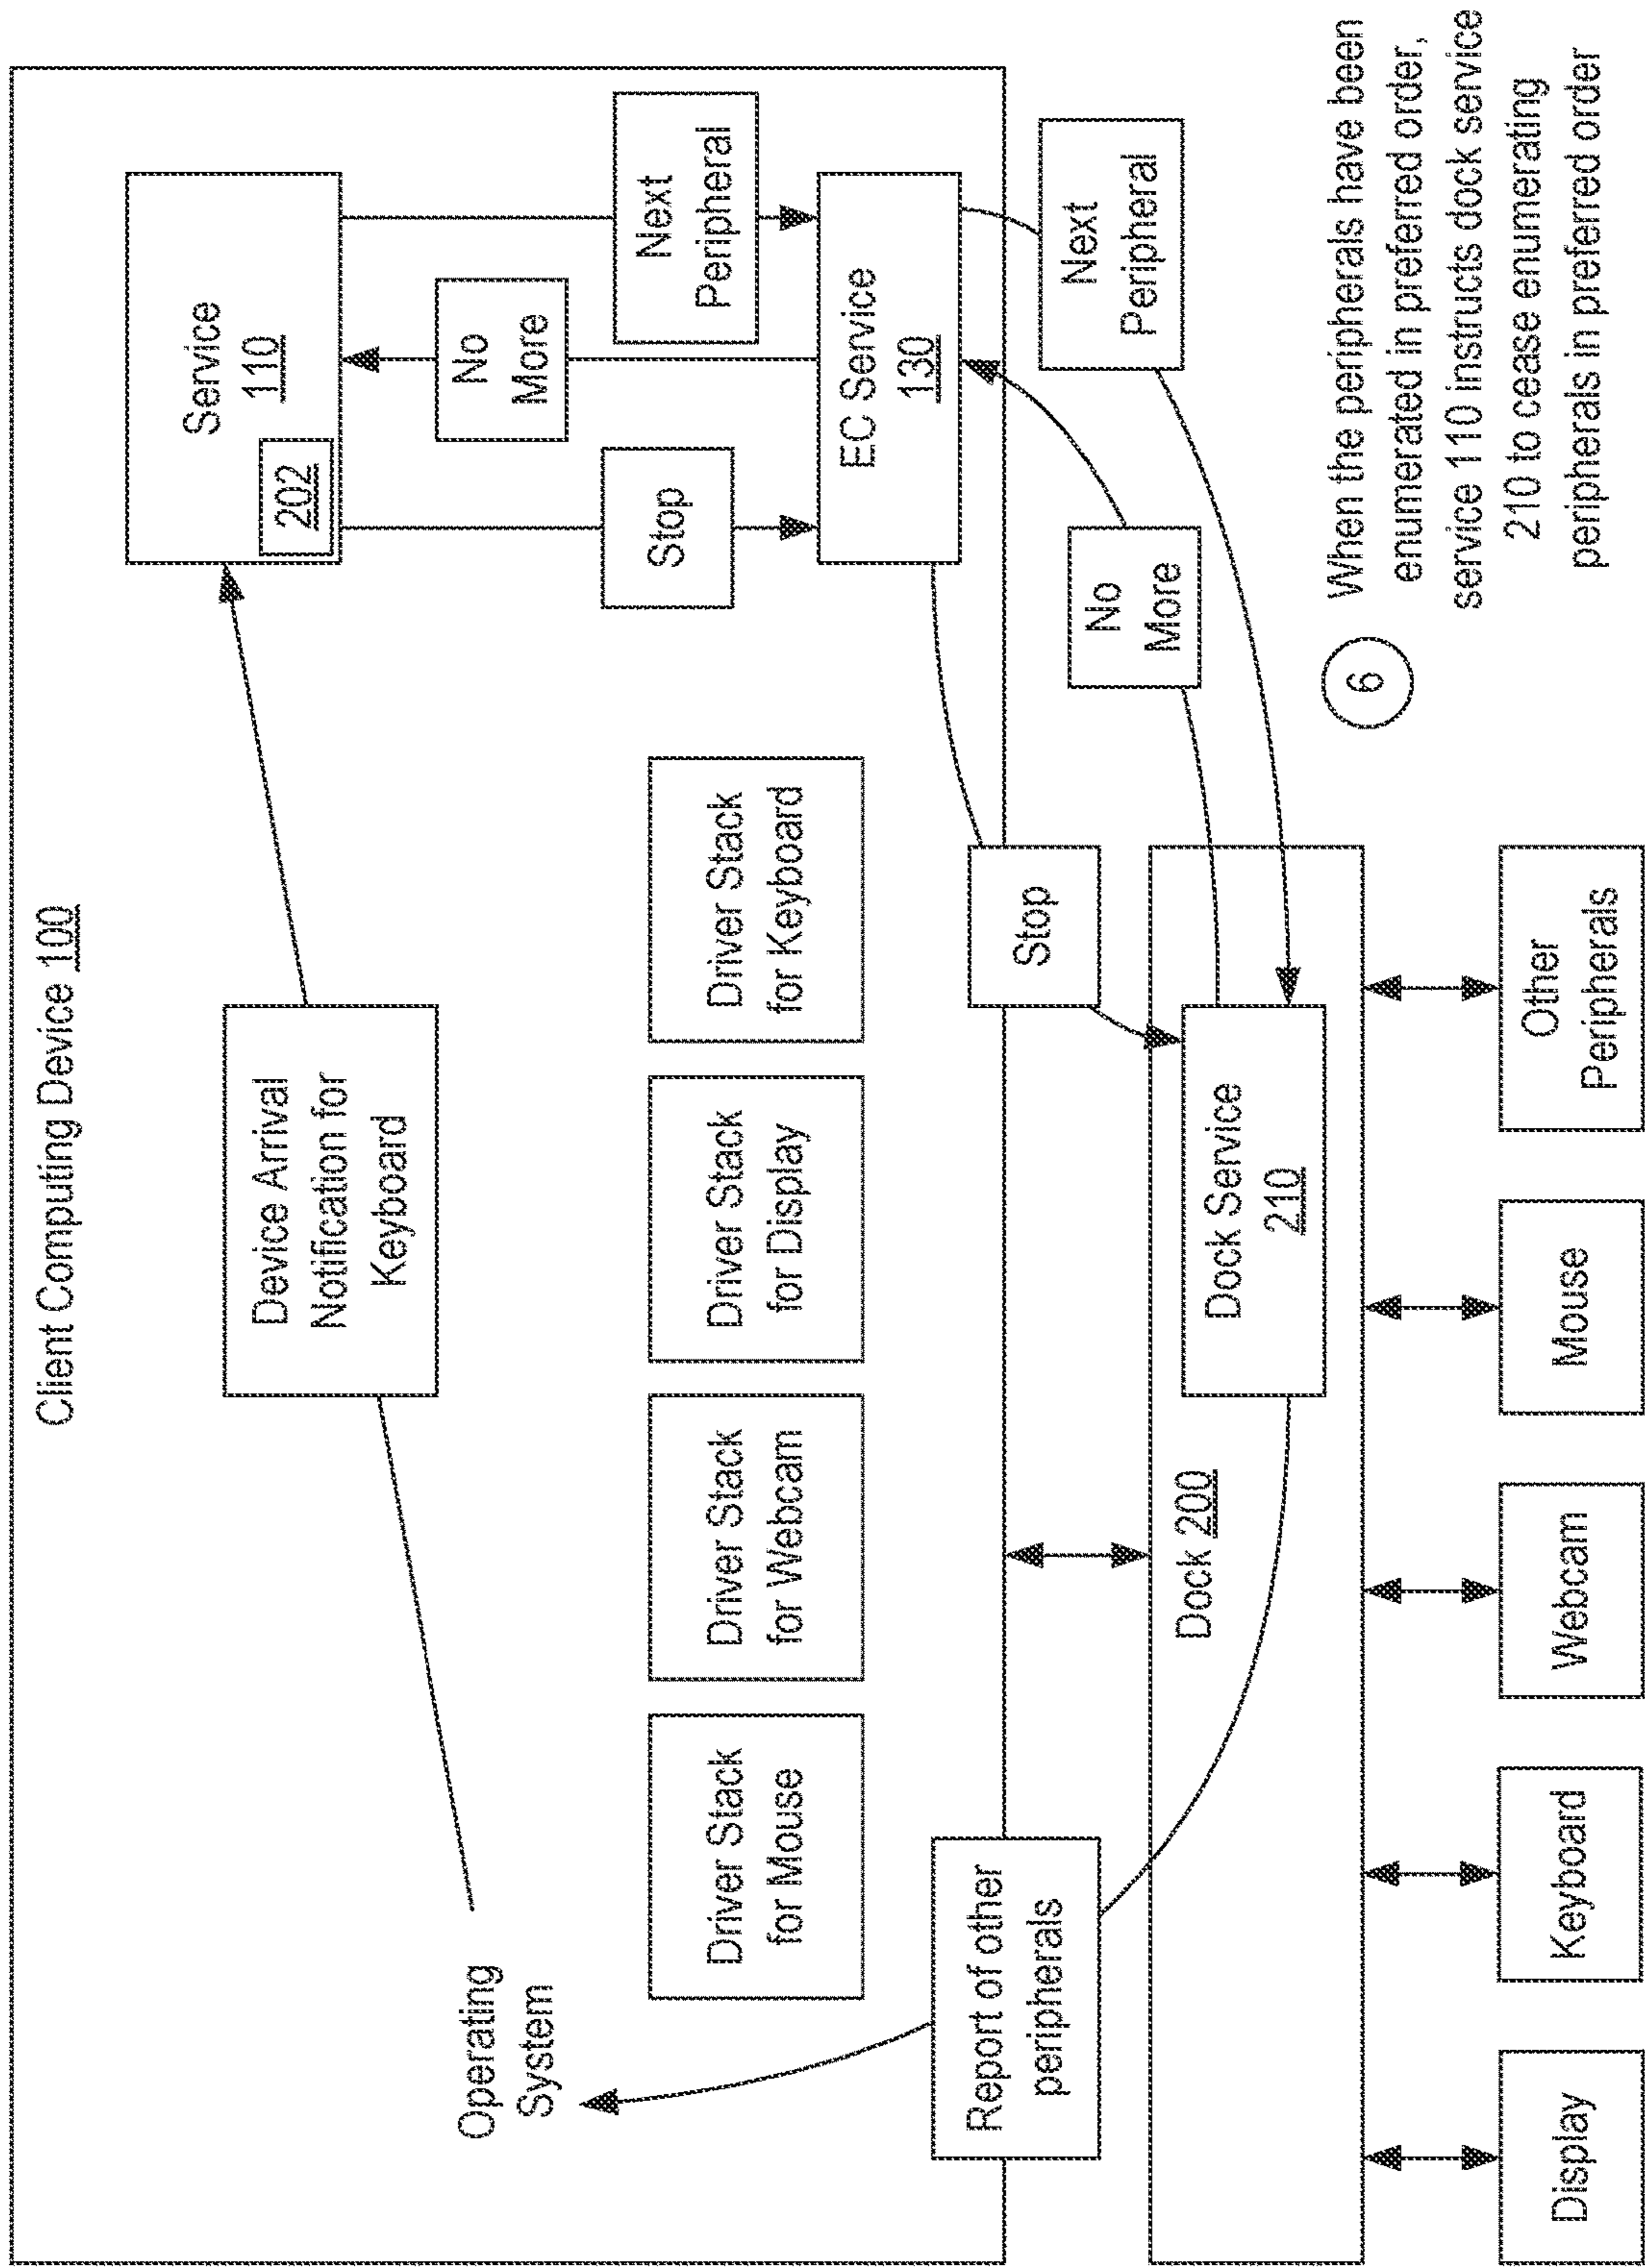 Client Computing Device 100
Service
110
202
Device Arrival
Notification for
Keyboard
Operating
System
No
More
Next
Peripheral
Stop
Driver Stack
for Mouse
Driver Stack
for Webcam
Driver Stack
for Display
Driver Stack
for Keyboard
EC Service
130
Report of other
peripherals
Stop
No
More
Next
Peripheral
Dock 200
Dock Service
210
Display
Keyboard
Webcam
Mouse
Other
Peripherals
6
When the peripherals have been
enumerated in preferred order,
service 110 instructs dock service
210 to cease enumerating
peripherals in preferred order